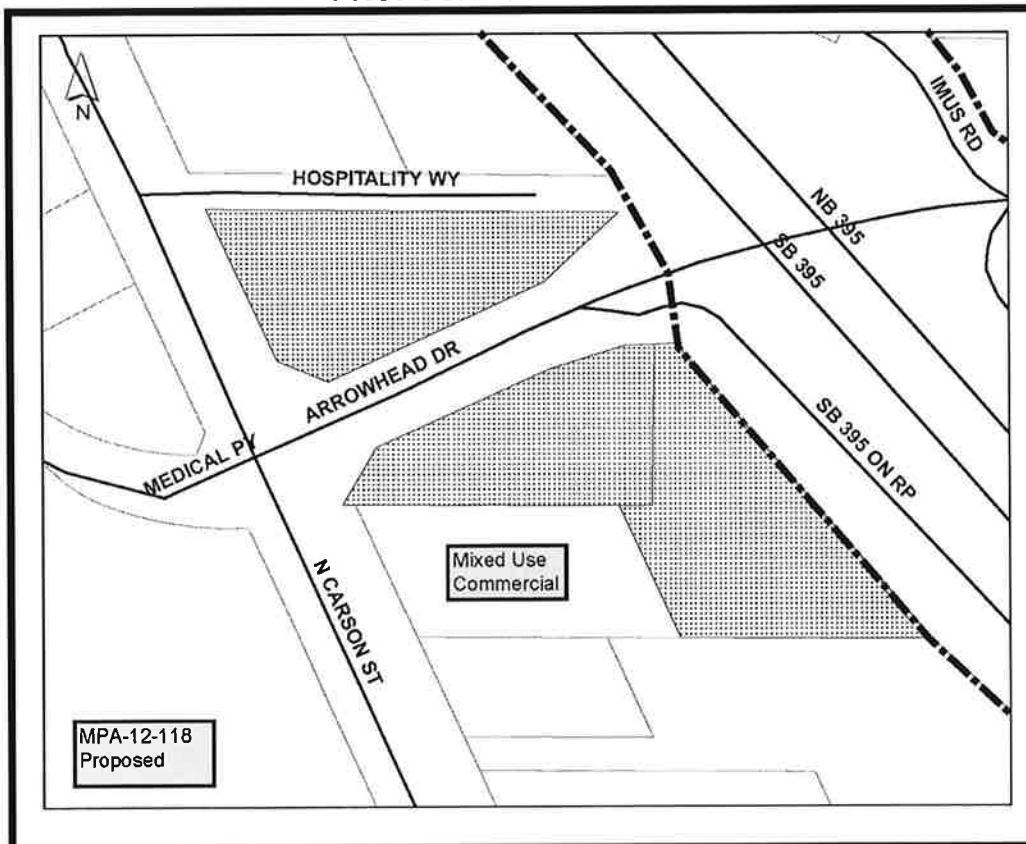 N
IMUS RD
HOSPITALITY WY
NB 395
SB 395
ARROWHEAD DR
MEDICAL PY
SB 395 ON RP
Mixed Use
Commercial
N CARSON ST
MPA-12-118
Proposed